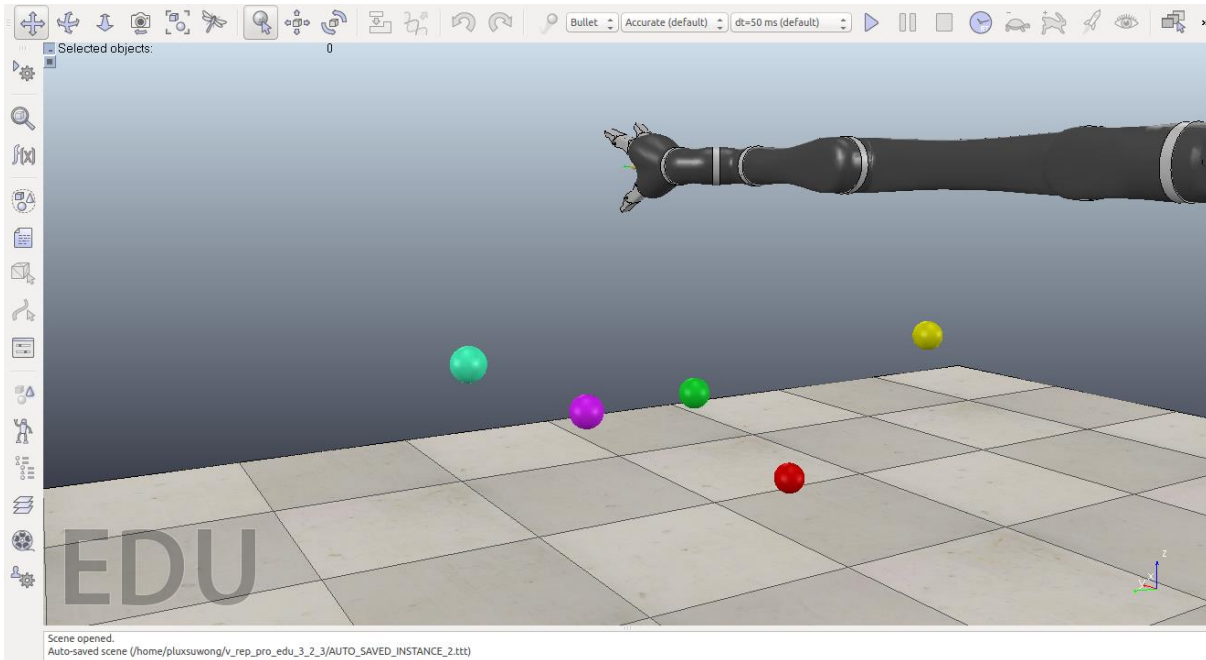 Bullet Accurate (default) dt=50 ms (default) »
Selected objects: 0
f(x)
EDU
z
Scene opened.
Auto-saved scene (/home/pluxsuwong/v_rep_pro_edu_3_2_3/AUTO_SAVED_INSTANCE_2.ttt)